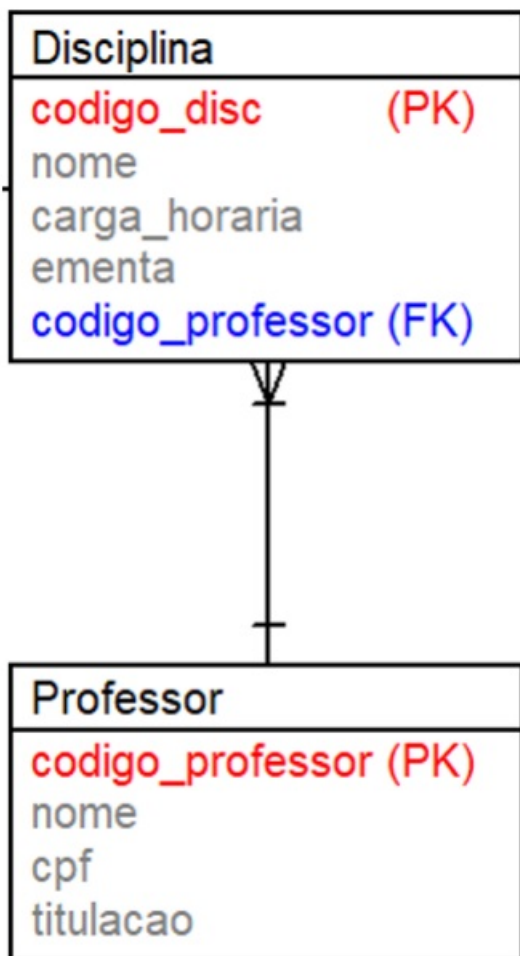 Disciplina
codigo_disc (PK)
nome
carga_horaria
ementa
codigo_professor (FK)
Professor
codigo_professor (PK)
nome
cpf
titulacao